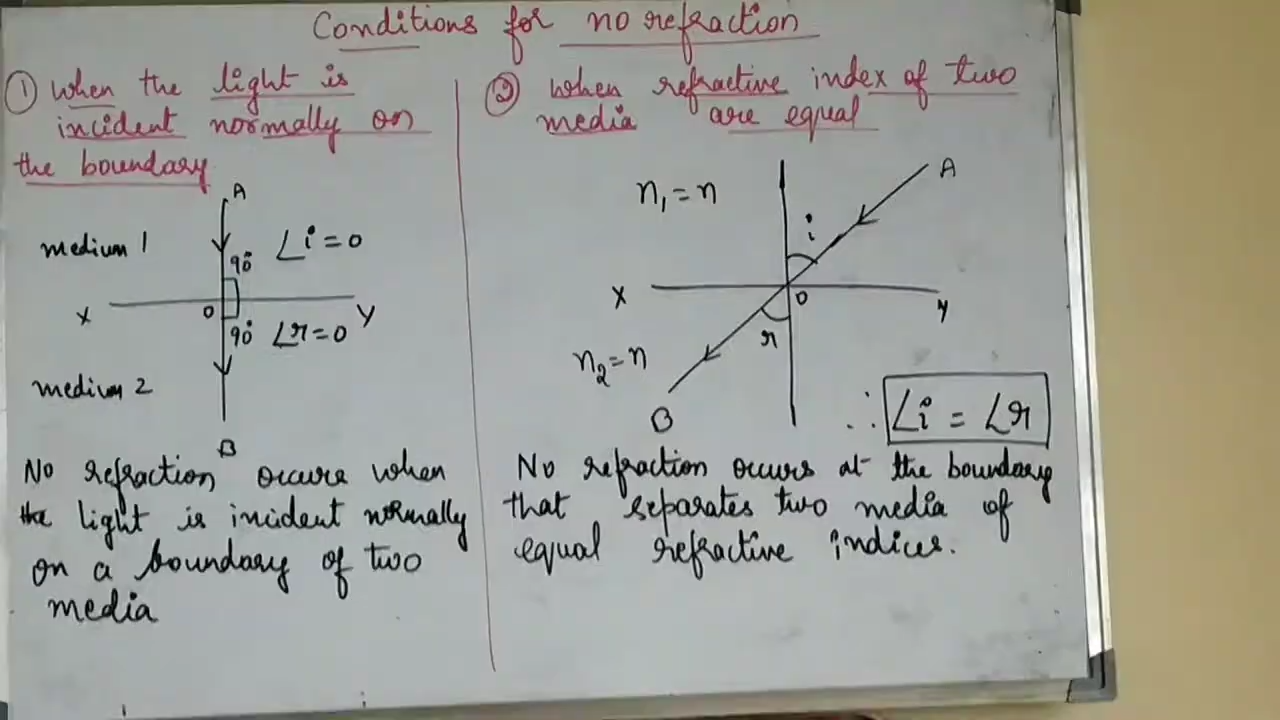 Conditions for no refraction
① When the light is
incident normally on
the boundary
A
medium 1
∠i = 0
90°
X
O
Y
90° ∠r = 0
medium 2
B
No refraction occurs when
the light is incident normally
on a boundary of two
media
② When refractive index of two
media are equal
n₁ = n
A
i
X
O
Y
r
n₂ = n
B
∴ ∠i = ∠r
No refraction occurs at the boundary
that separates two media of
equal refractive indices.